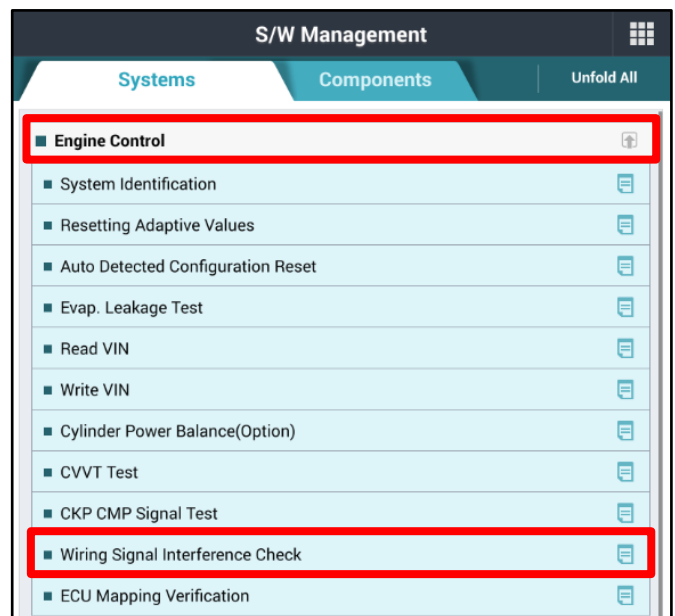 S/W Management
Systems Components Unfold All
Engine Control
System Identification
Resetting Adaptive Values
Auto Detected Configuration Reset
Evap. Leakage Test
Read VIN
Write VIN
Cylinder Power Balance(Option)
CVVT Test
CKP CMP Signal Test
Wiring Signal Interference Check
ECU Mapping Verification